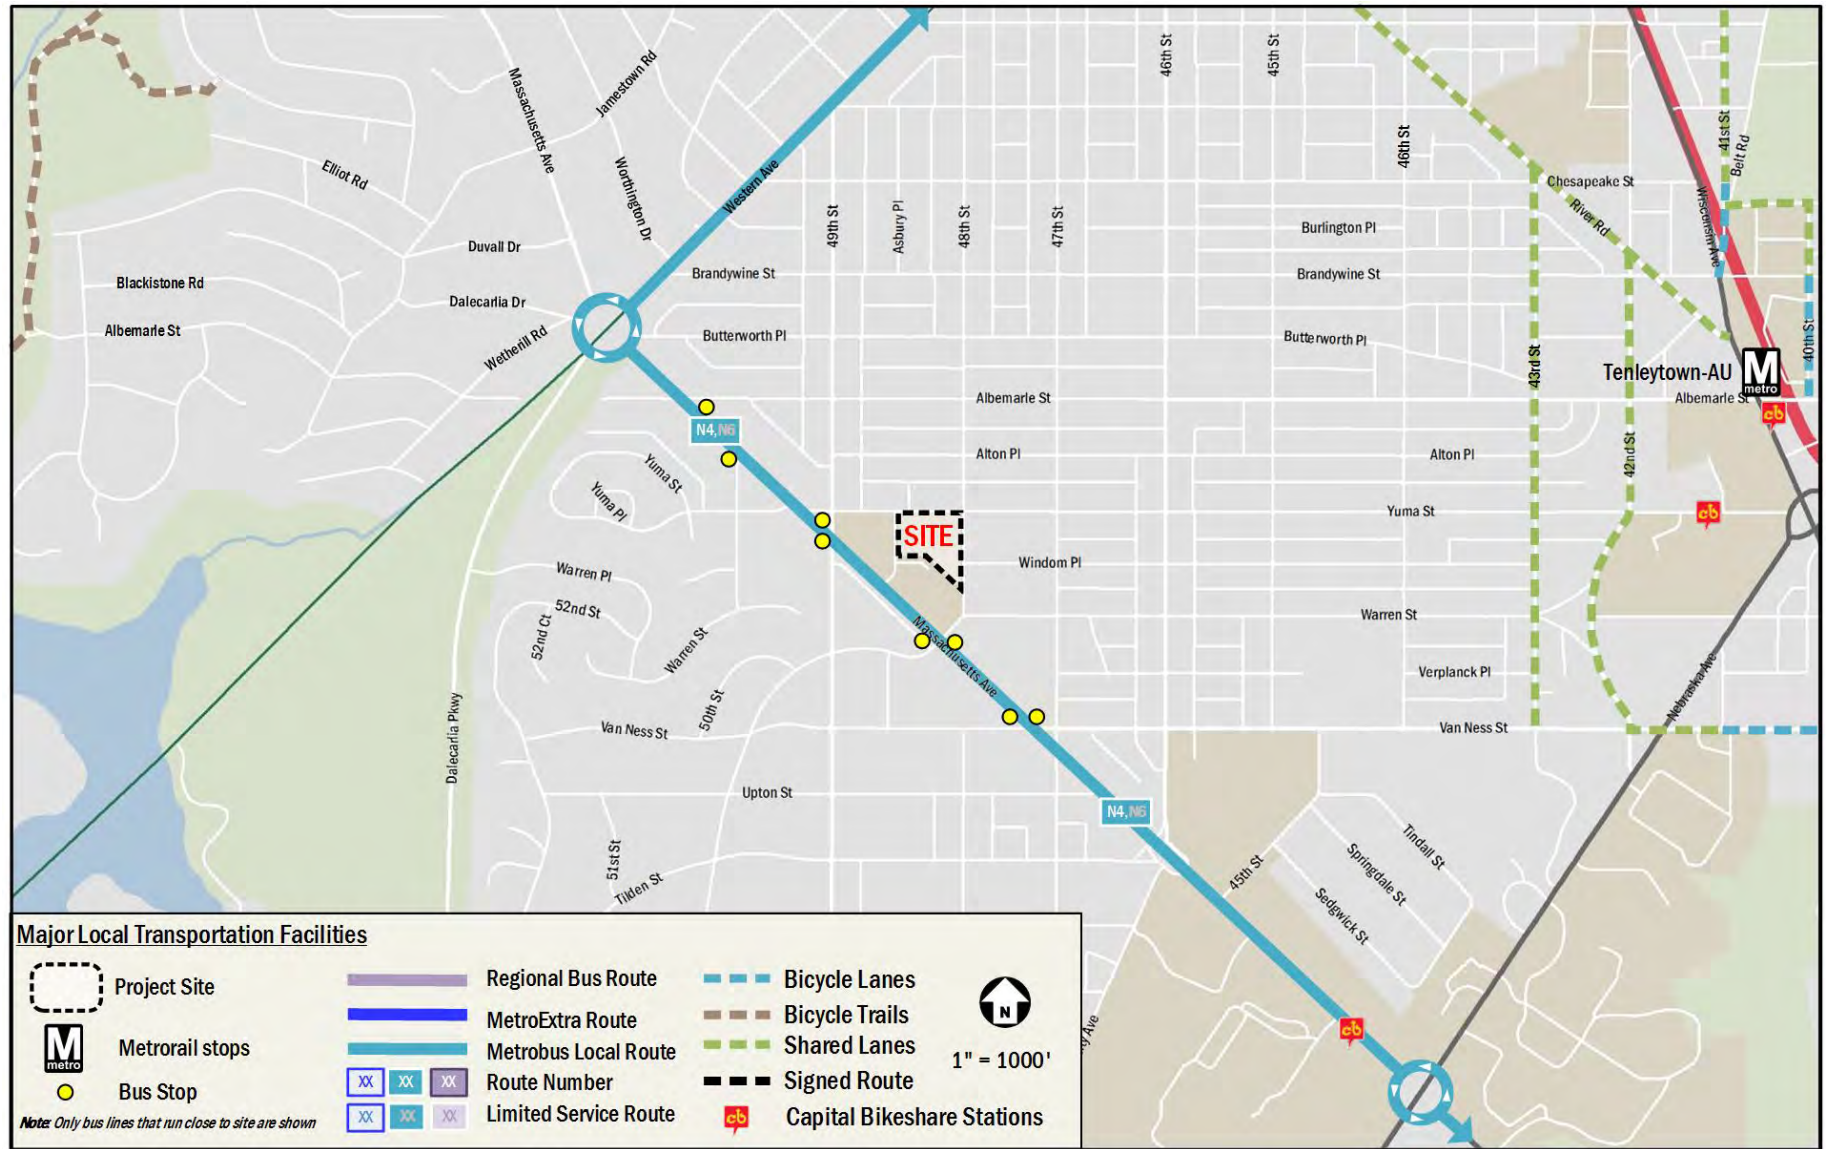 46th St
45th St
Massachusetts Ave
Jamestown Rd
41st St
Belt Rd
46th St
Elliot Rd
Worthington Dr
Western Ave
Chesapeake St
River Rd
Wisconsin Ave
49th St
Asbury Pl
48th St
47th St
Burlington Pl
Duvall Dr
Blackistone Rd
Brandywine St
Brandywine St
Dalecarlia Dr
Albemarle St
Wetherill Rd
Butterworth Pl
Butterworth Pl
43rd St
40th St
Tenleytown-AU
M
metro
Albemarle St
Albemarle St
cb
N4,N6
Alton Pl
Alton Pl
42nd St
Yuma St
Yuma Pl
Yuma St
cb
SITE
Windom Pl
Warren Pl
52nd St
52nd Ct
Warren St
Warren St
Massachusetts Ave
Verplanck Pl
Nebraska Ave
50th St
Van Ness St
Van Ness St
Dalecarlia Pkwy
Upton St
N4,N6
51st St
Tilden St
45th St
Tindall St
Springdale St
Sedgwick St
cb
Major Local Transportation Facilities
Project Site
M
metro
Metrorail stops
Bus Stop
Note: Only bus lines that run close to site are shown
Regional Bus Route
MetroExtra Route
Metrobus Local Route
XX XX XX Route Number
XX XX XX Limited Service Route
Bicycle Lanes
Bicycle Trails
Shared Lanes
Signed Route
cb Capital Bikeshare Stations
N
1" = 1000'